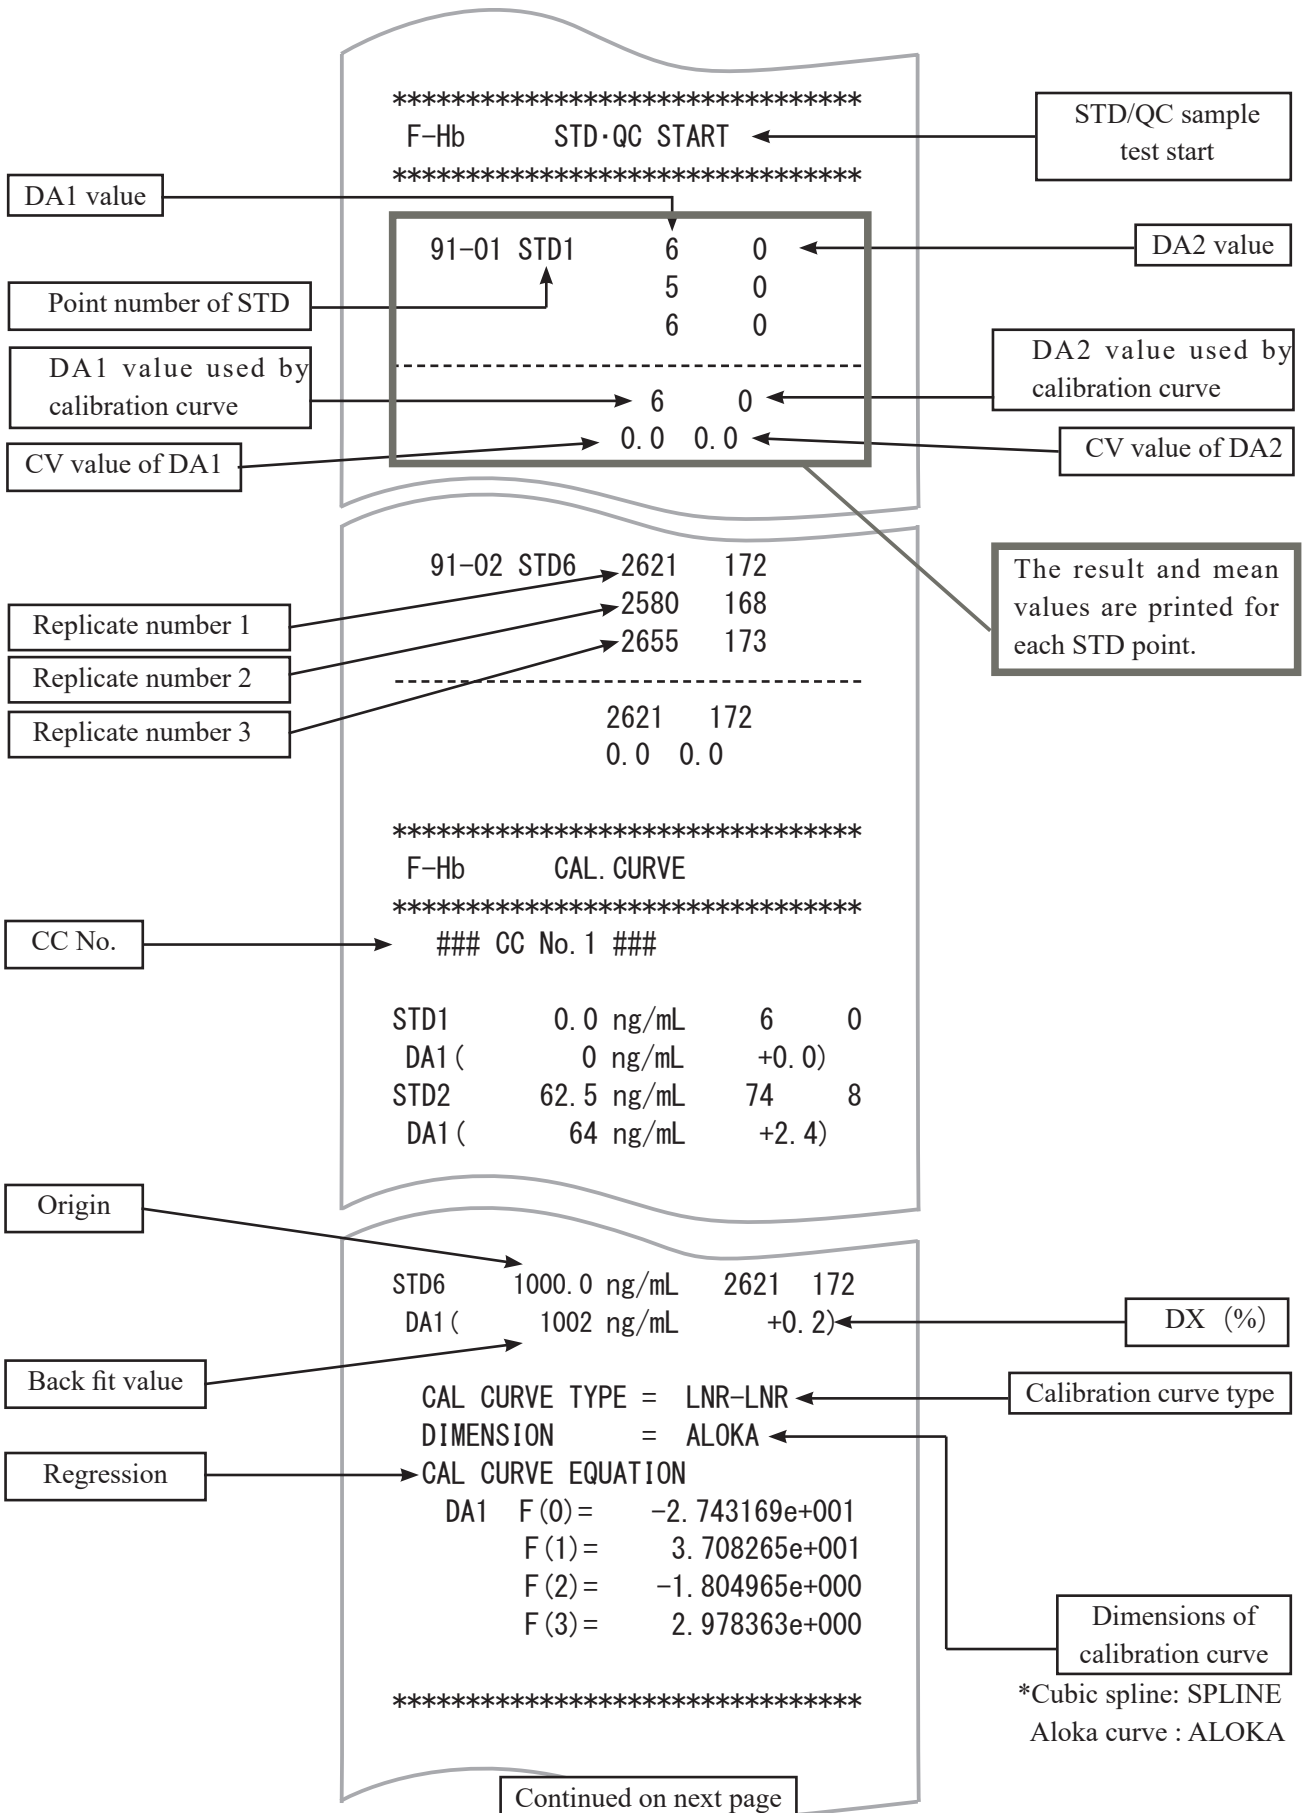 ********************************
F-Hb STD·QC START
********************************
STD/QC sample
test start
DA1 value
91-01 STD1 6 0
DA2 value
5 0
Point number of STD
6 0
--------------------------------
DA1 value used by
calibration curve
DA2 value used by
calibration curve
6 0
0.0 0.0
CV value of DA1
CV value of DA2
91-02 STD6 2621 172
2580 168
2655 173
Replicate number 1
Replicate number 2
Replicate number 3
The result and mean
values are printed for
each STD point.
--------------------------------
2621 172
0.0 0.0
********************************
F-Hb CAL.CURVE
********************************
CC No.
### CC No.1 ###
STD1 0.0 ng/mL 6 0
DA1( 0 ng/mL +0.0)
STD2 62.5 ng/mL 74 8
DA1( 64 ng/mL +2.4)
Origin
STD6 1000.0 ng/mL 2621 172
DA1( 1002 ng/mL +0.2)
DX (%)
Back fit value
CAL CURVE TYPE = LNR-LNR
Calibration curve type
DIMENSION = ALOKA
Regression
CAL CURVE EQUATION
DA1 F(0)= -2.743169e+001
F(1)= 3.708265e+001
F(2)= -1.804965e+000
F(3)= 2.978363e+000
Dimensions of
calibration curve
*Cubic spline: SPLINE
Aloka curve : ALOKA
********************************
Continued on next page